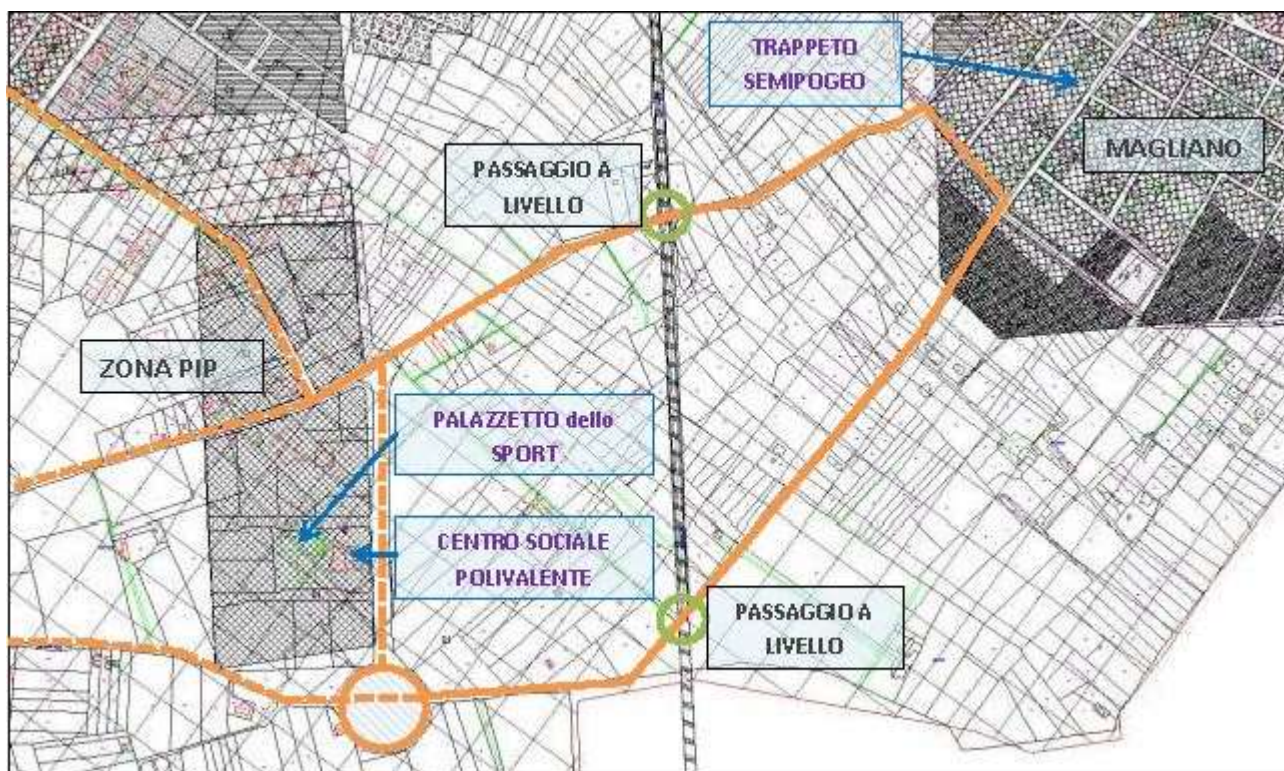 TRAPPETO
SEMIPOGEO
MAGLIANO
PASSAGGIO A
LIVELLO
ZONA PIP
PALAZZETTO dello
SPORT
CENTRO SOCIALE
POLIVALENTE
PASSAGGIO A
LIVELLO